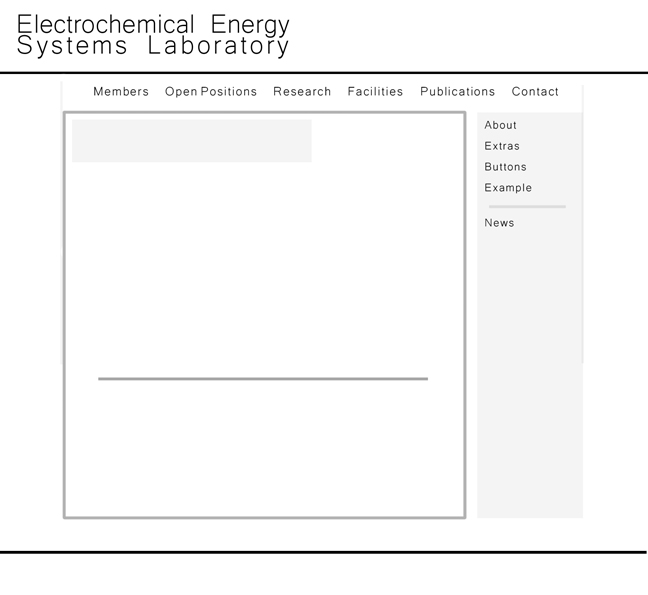 Electrochemical Energy
Systems Laboratory
Members Open Positions Research Facilities Publications Contact
About
Extras
Buttons
Example
News